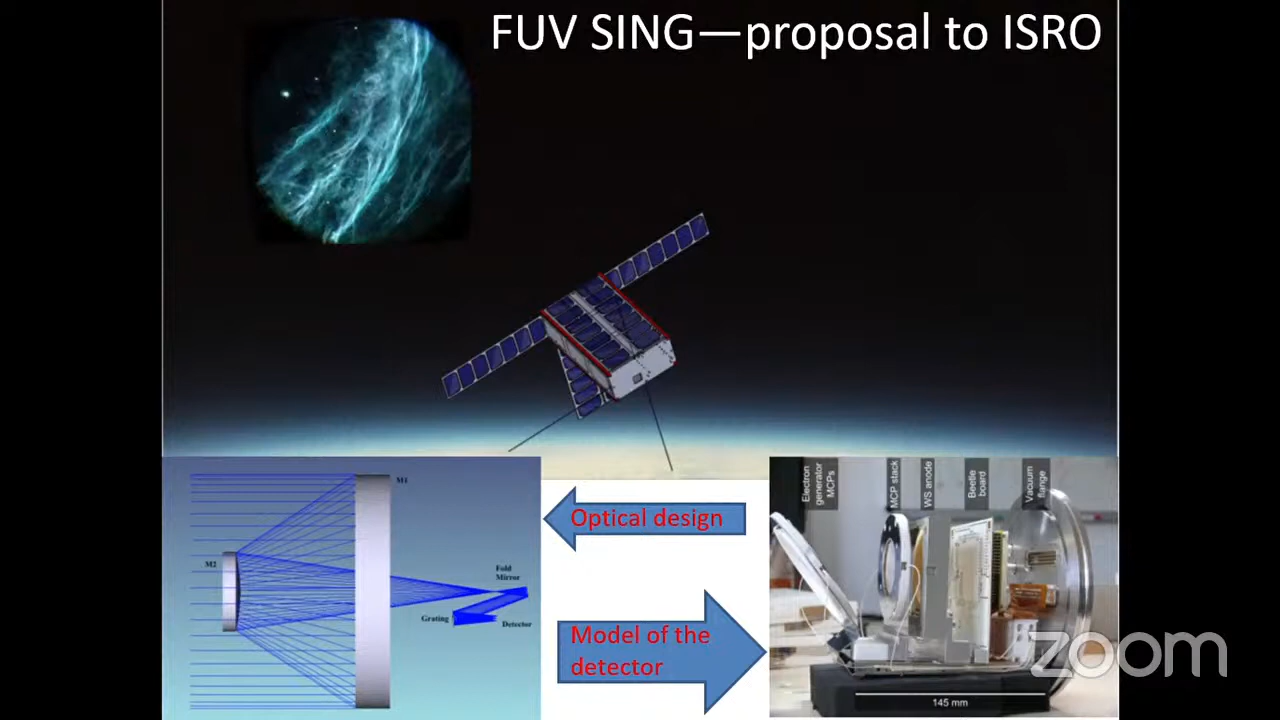 FUV SING—proposal to ISRO
M1
M2
Fold
Mirror
Grating
Detector
Optical design
Model of the
detector
Electron
generator
MCPs
MCP stack
WS anode
Beetle
board
Vacuum
flange
145 mm
zoom